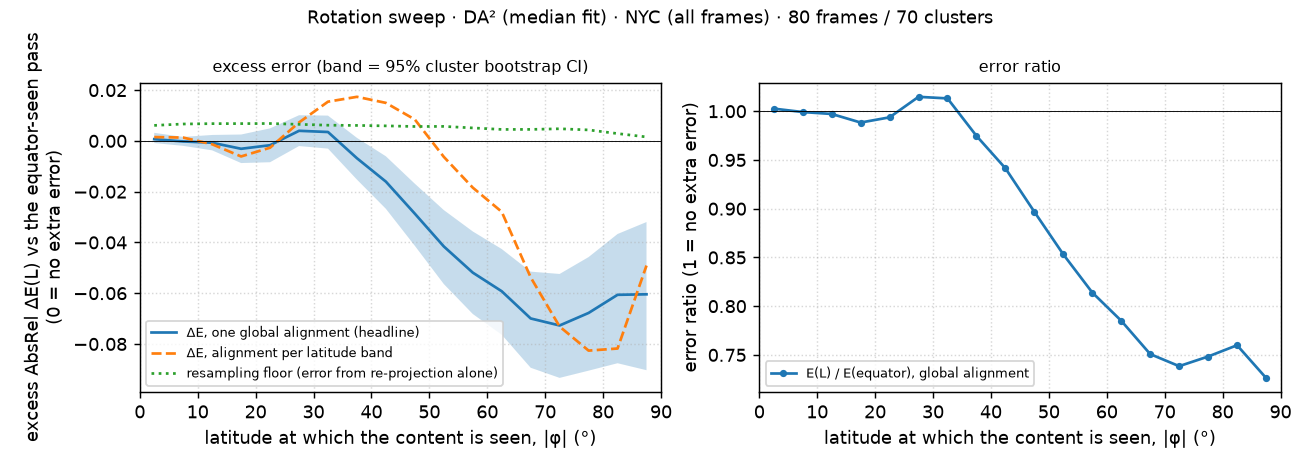 Rotation sweep · DA² (median fit) · NYC (all frames) · 80 frames / 70 clusters
excess error (band = 95% cluster bootstrap CI)
excess AbsRel ΔE(L) vs the equator-seen pass
(0 = no extra error)
0.02
0.00
−0.02
−0.04
−0.06
−0.08
ΔE, one global alignment (headline)
ΔE, alignment per latitude band
resampling floor (error from re-projection alone)
0 10 20 30 40 50 60 70 80 90
latitude at which the content is seen, |φ| (°)
error ratio
error ratio (1 = no extra error)
1.00
0.95
0.90
0.85
0.80
0.75
E(L) / E(equator), global alignment
0 10 20 30 40 50 60 70 80 90
latitude at which the content is seen, |φ| (°)